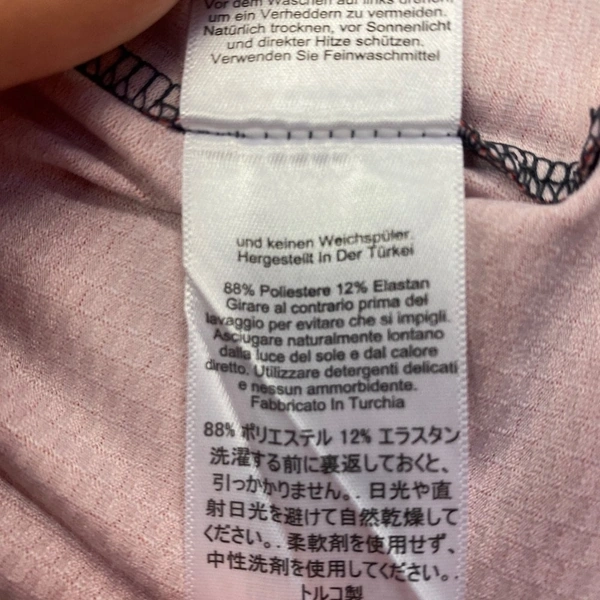 Vor dem Waschen auf links drehen,
um ein Verheddern zu vermeiden.
Natürlich trocknen, vor Sonnenlicht
und direkter Hitze schützen.
Verwenden Sie Feinwaschmittel
und keinen Weichspüler.
Hergestellt In Der Türkei
88% Poliestere 12% Elastan
Girare al contrario prima del
lavaggio per evitare che si impigli.
Asciugare naturalmente lontano
dalla luce del sole e dal calore
diretto. Utilizzare detergenti delicati
e nessun ammorbidente.
Fabbricato In Turchia
88% ポリエステル 12% エラスタン
洗濯する前に裏返しておくと、
引っかかりません。. 日光や直
射日光を避けて自然乾燥して
ください。. 柔軟剤を使用せず、
中性洗剤を使用してください。.
トルコ製